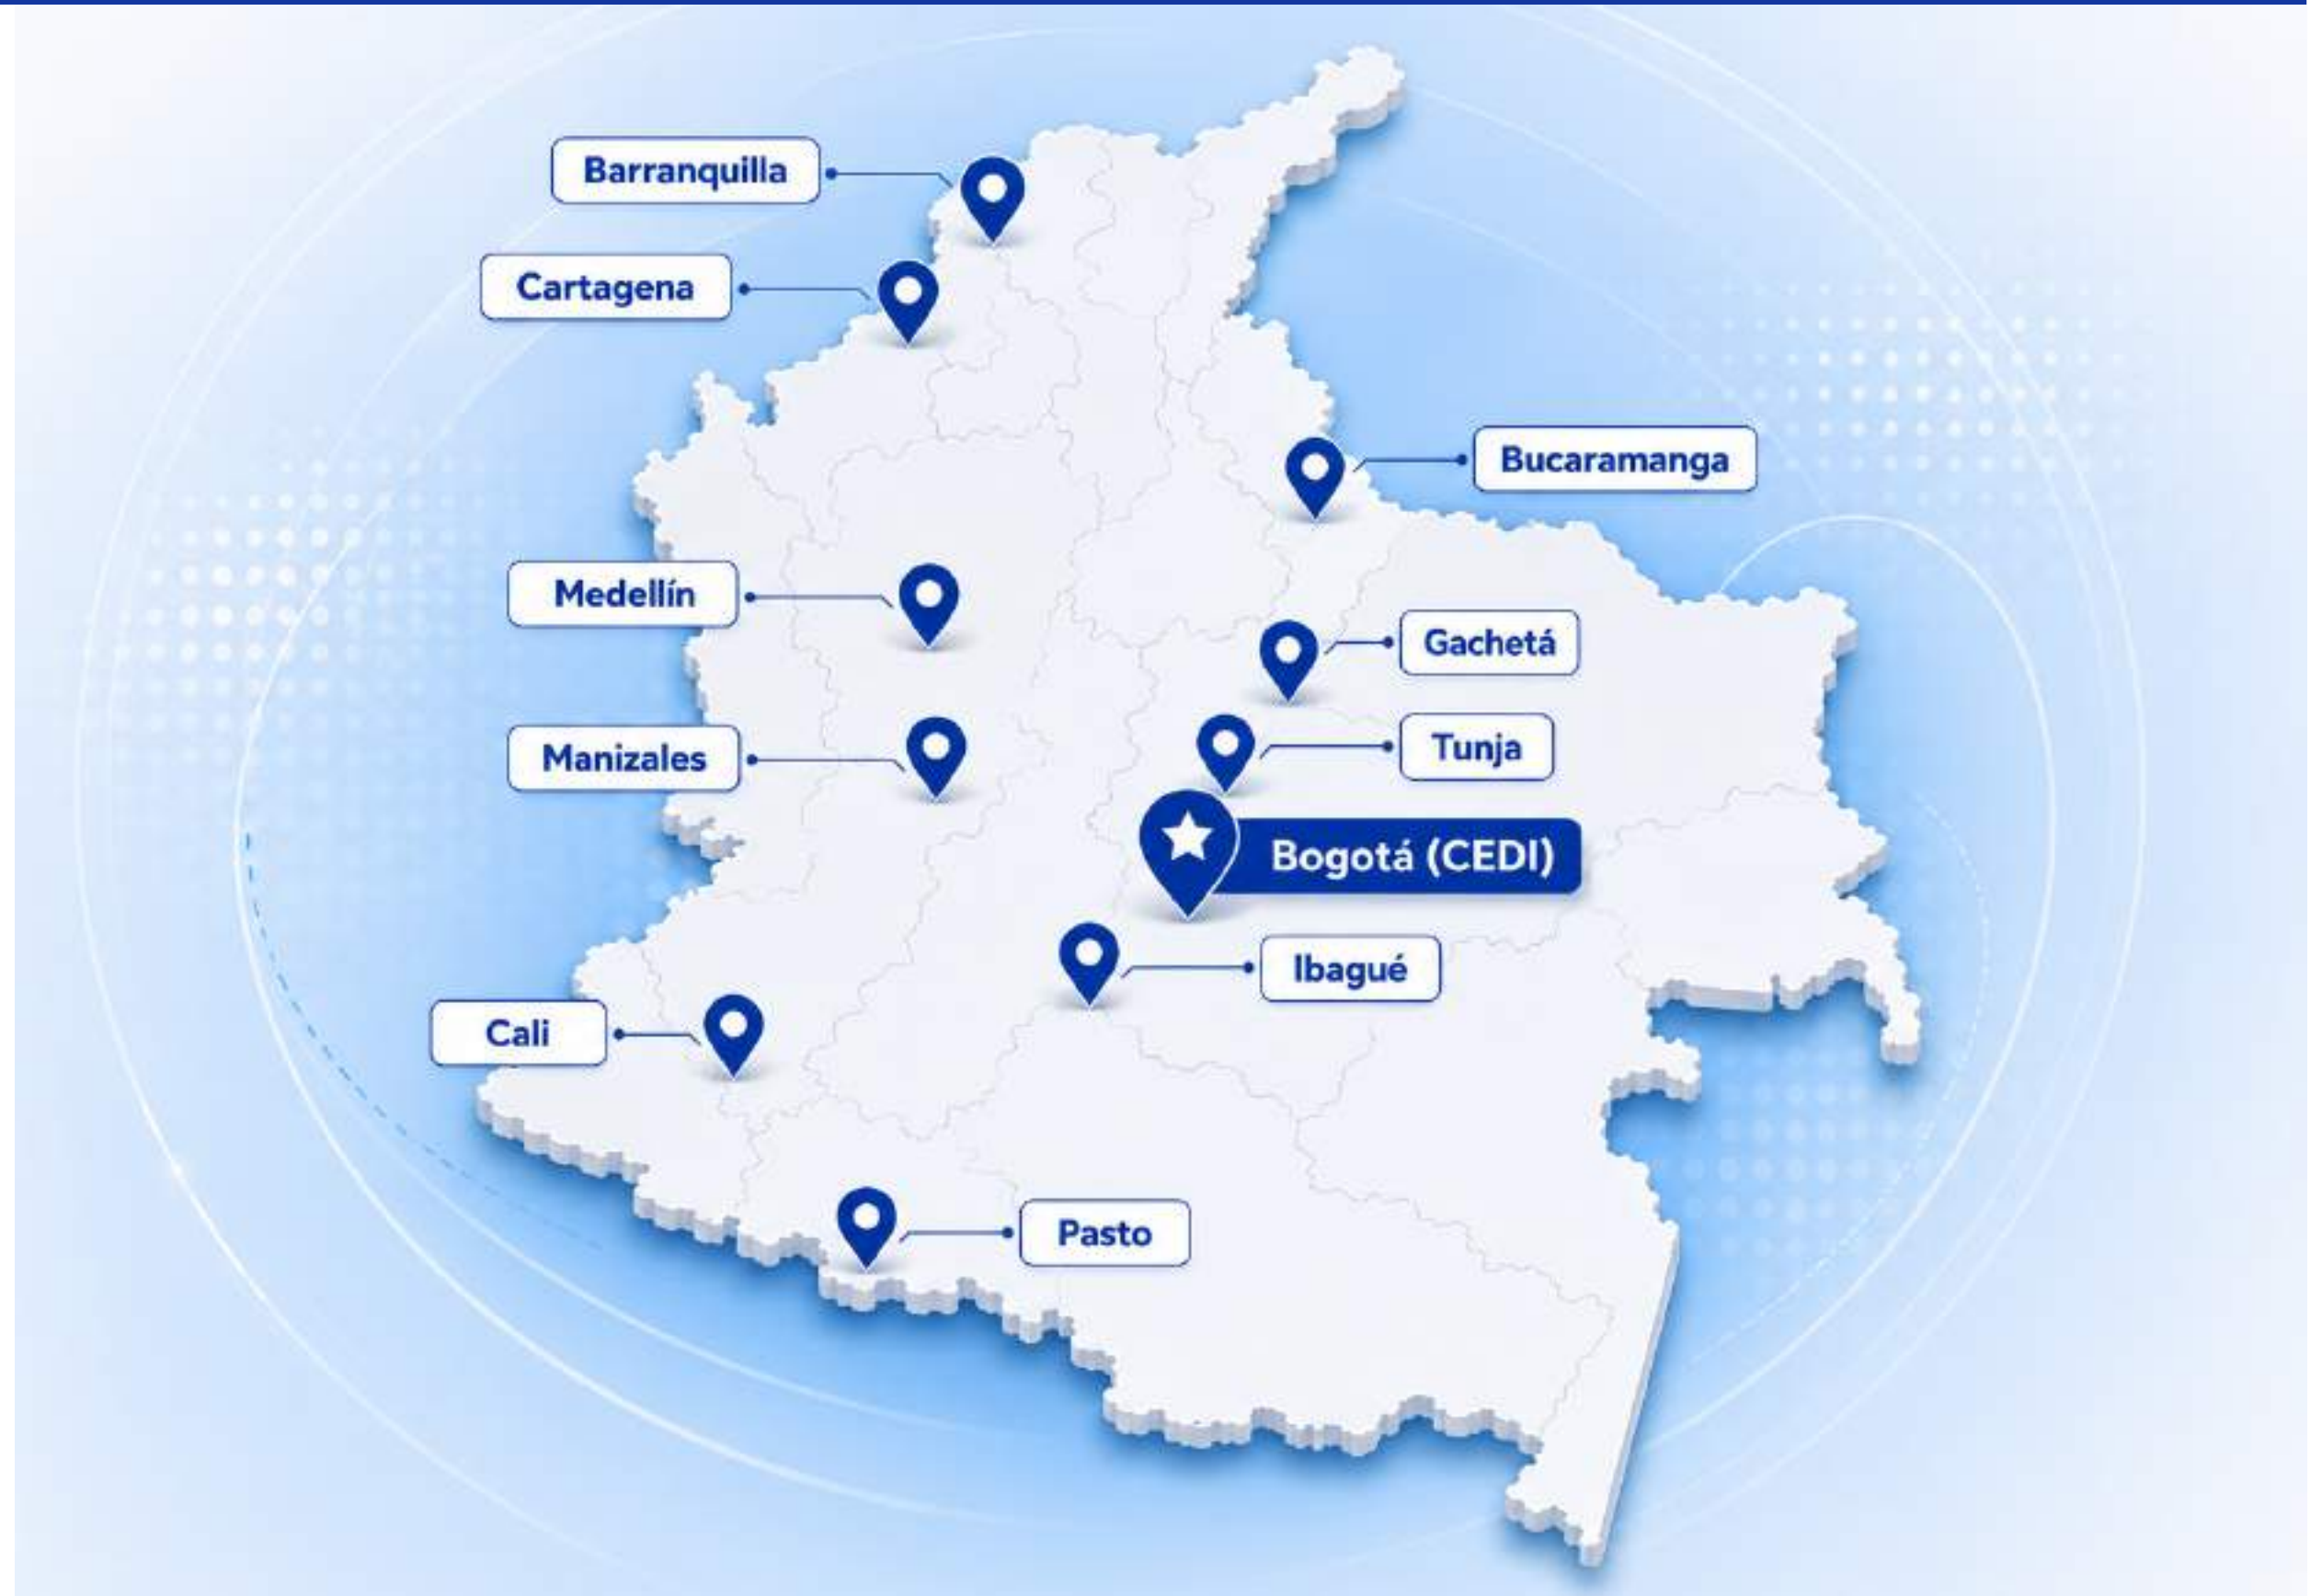 Barranquilla
Cartagena
Bucaramanga
Medellín
Gachetá
Manizales
Tunja
Bogotá (CEDI)
Ibagué
Cali
Pasto